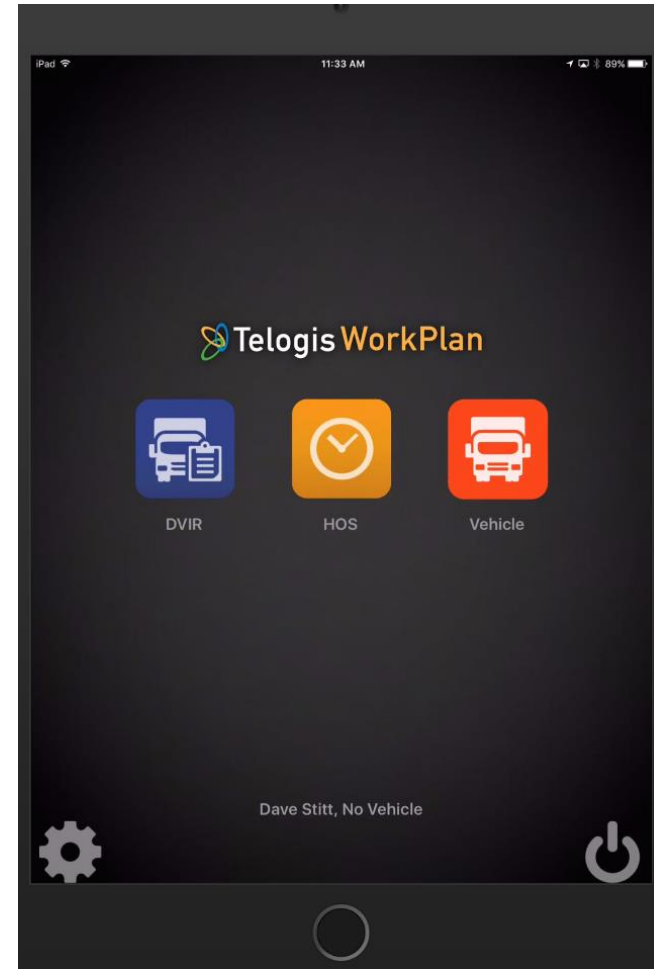 iPad 11:33 AM 89%
Telogis WorkPlan
DVIR HOS Vehicle
Dave Stitt, No Vehicle